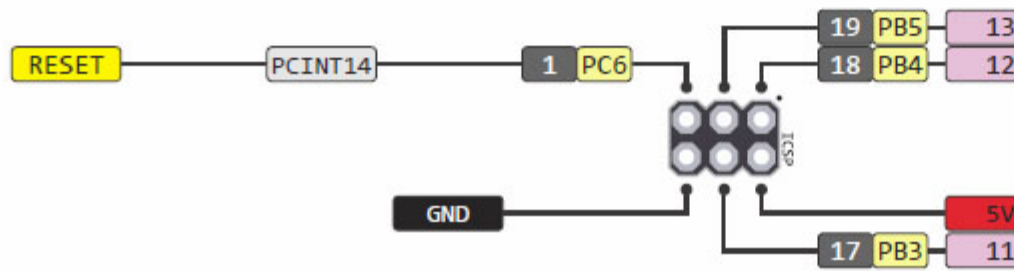 19 PB5 13
RESET PCINT14 1 PC6 18 PB4 12
ICSP
GND 5V
17 PB3 11